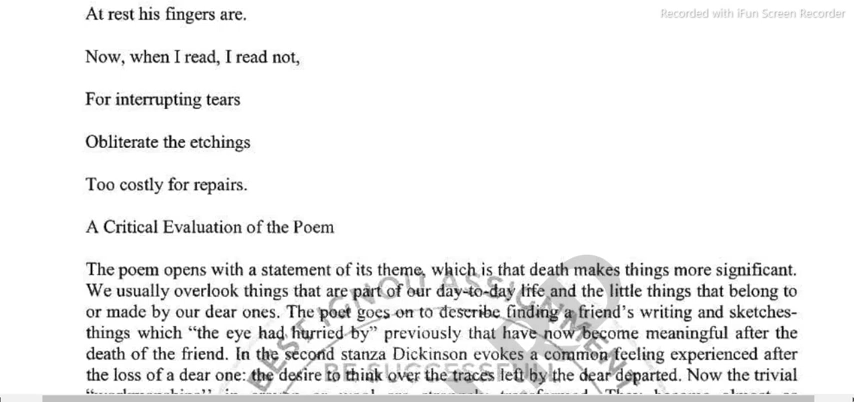 At rest his fingers are.
Recorded with iFun Screen Recorder
Now, when I read, I read not,
For interrupting tears
Obliterate the etchings
Too costly for repairs.
A Critical Evaluation of the Poem
The poem opens with a statement of its theme, which is that death makes things more significant.
We usually overlook things that are part of our day-to-day life and the little things that belong to
or made by our dear ones. The poet goes on to describe finding a friend's writing and sketches-
things which “the eye had hurried by” previously that have now become meaningful after the
death of the friend. In the second stanza Dickinson evokes a common feeling experienced after
the loss of a dear one: the desire to think over the traces left by the dear departed. Now the trivial
BEST IGNOU ASSIGNMENT
BE SUCCESSFUL